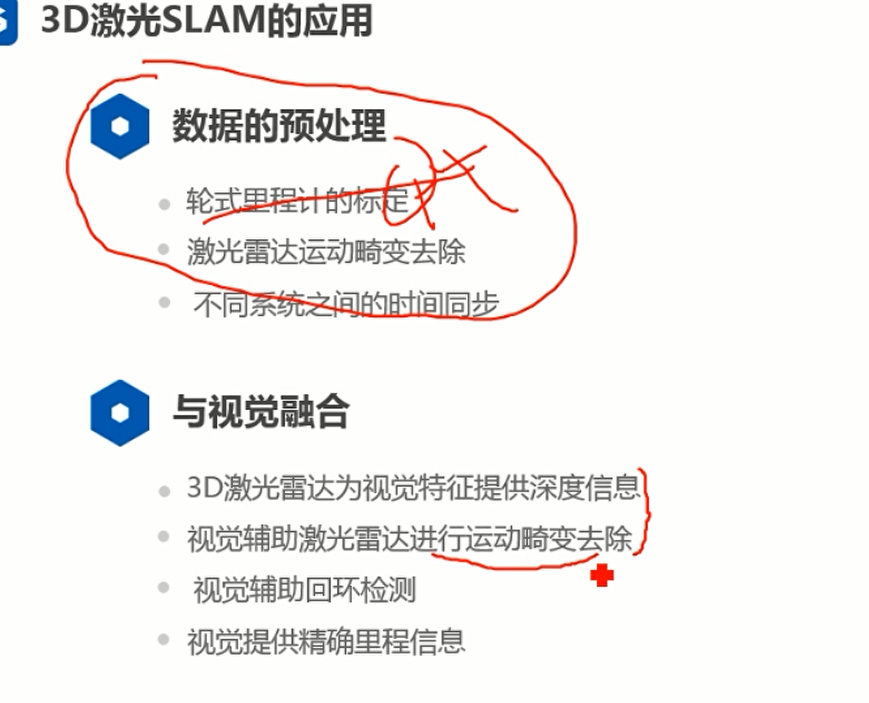 3D激光SLAM的应用
数据的预处理
轮式里程计的标定
激光雷达运动畸变去除
不同系统之间的时间同步
与视觉融合
3D激光雷达为视觉特征提供深度信息
视觉辅助激光雷达进行运动畸变去除
视觉辅助回环检测
视觉提供精确里程信息